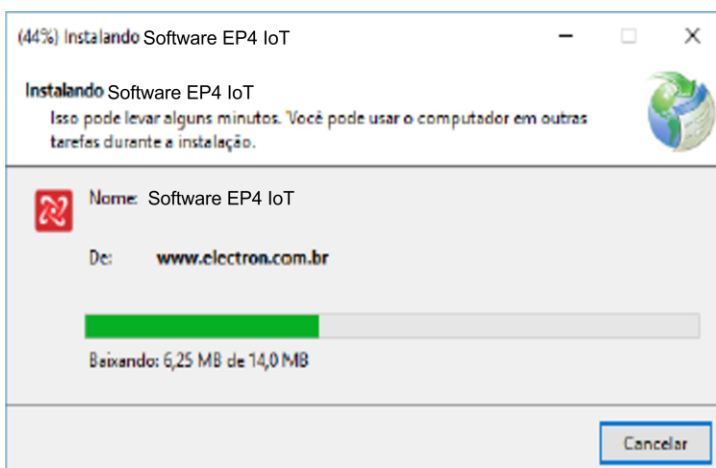 (44%) Instalando Software EP4 IoT
Instalando Software EP4 IoT
Isso pode levar alguns minutos. Você pode usar o computador em outras
tarefas durante a instalação.
Nome: Software EP4 IoT
De: www.electron.com.br
Baixando: 6,25 MB de 14,0 MB
Cancelar